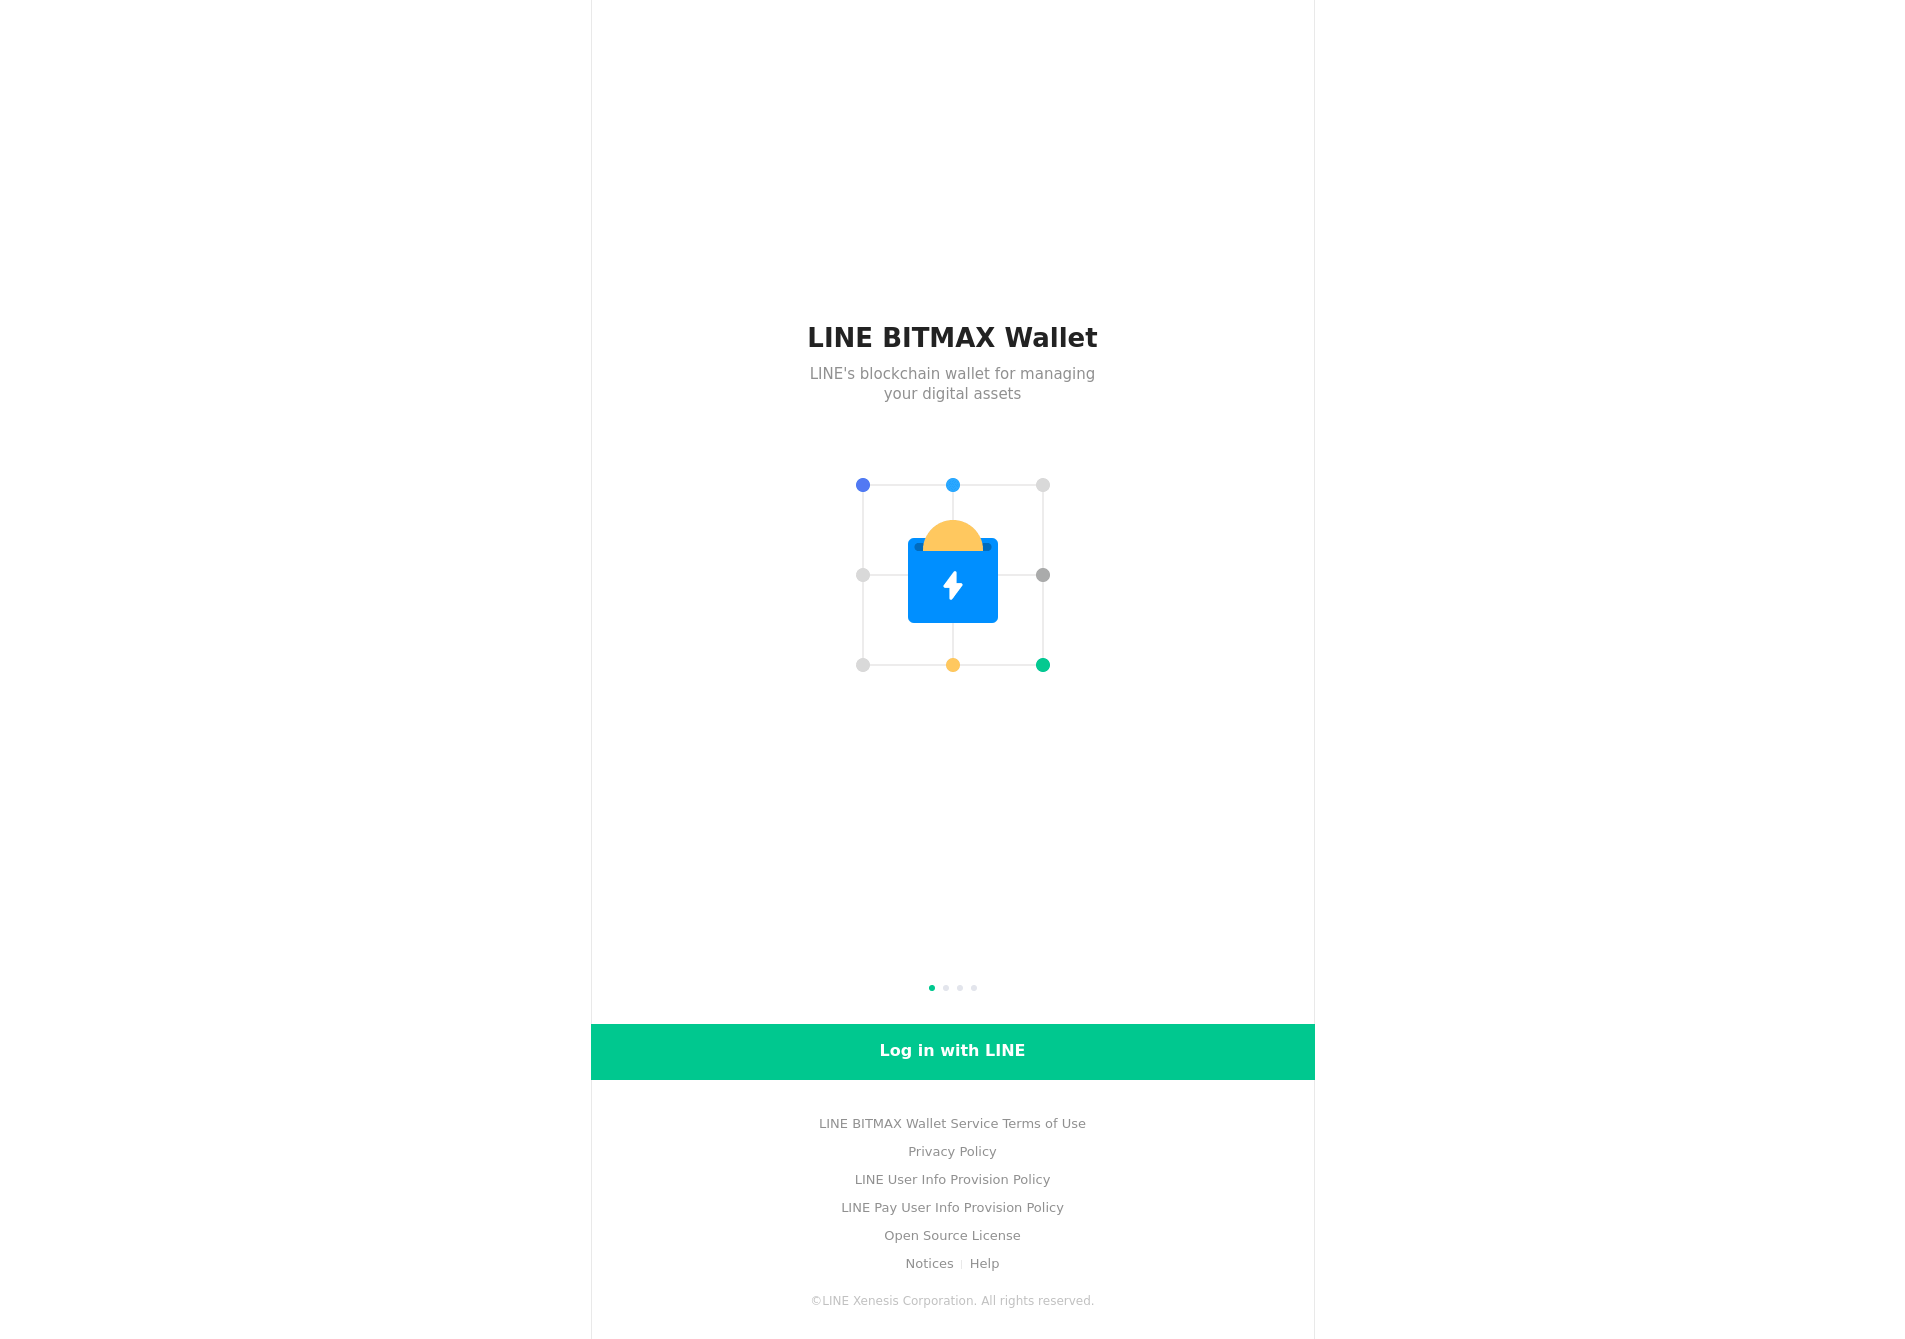 LINE BITMAX Wallet
LINE's blockchain wallet for managing
your digital assets
Log in with LINE
LINE BITMAX Wallet Service Terms of Use
Privacy Policy
LINE User Info Provision Policy
LINE Pay User Info Provision Policy
Open Source License
Notices | Help
©LINE Xenesis Corporation. All rights reserved.